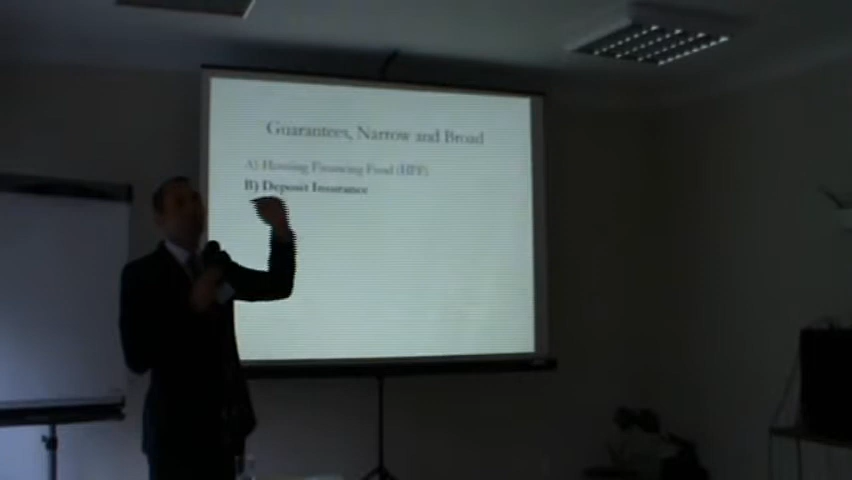 Guarantees, Narrow and Broad
A) Housing Financing Fund (HFF)
B) Deposit Insurance